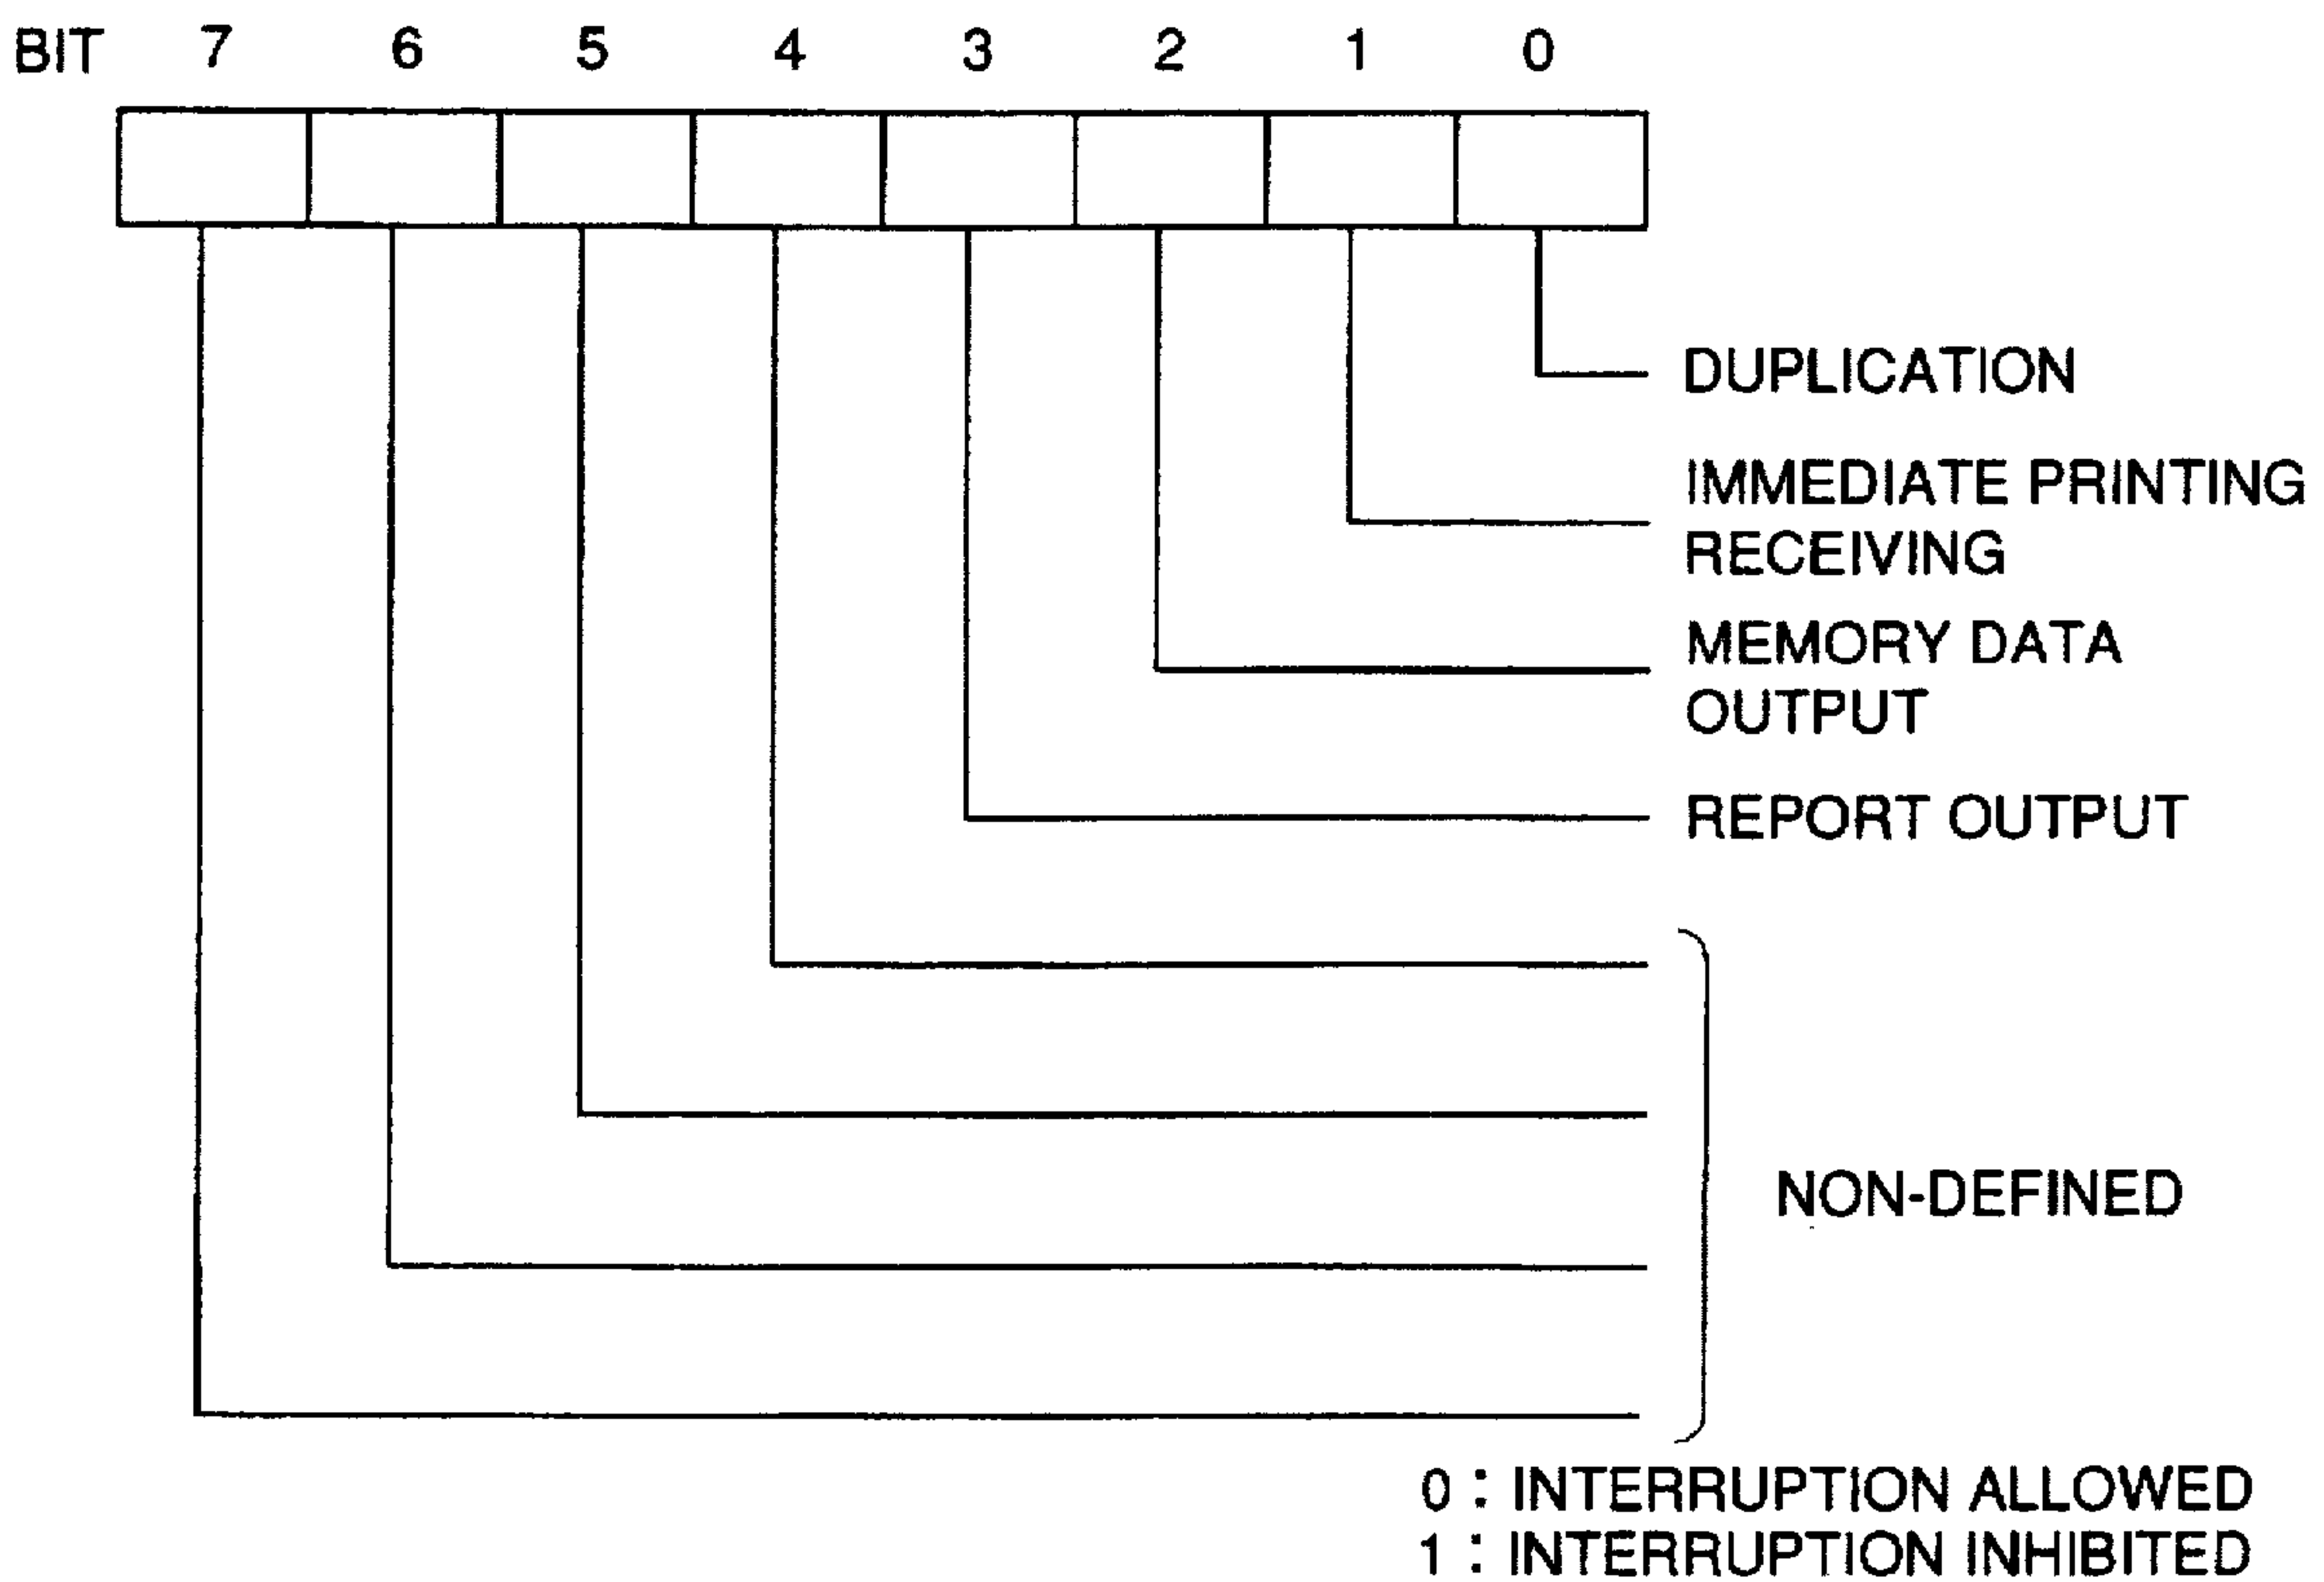 BIT 7 6 5 4 3 2 1 0
DUPLICATION
IMMEDIATE PRINTING
RECEIVING
MEMORY DATA
OUTPUT
REPORT OUTPUT
NON-DEFINED
0 : INTERRUPTION ALLOWED
1 : INTERRUPTION INHIBITED